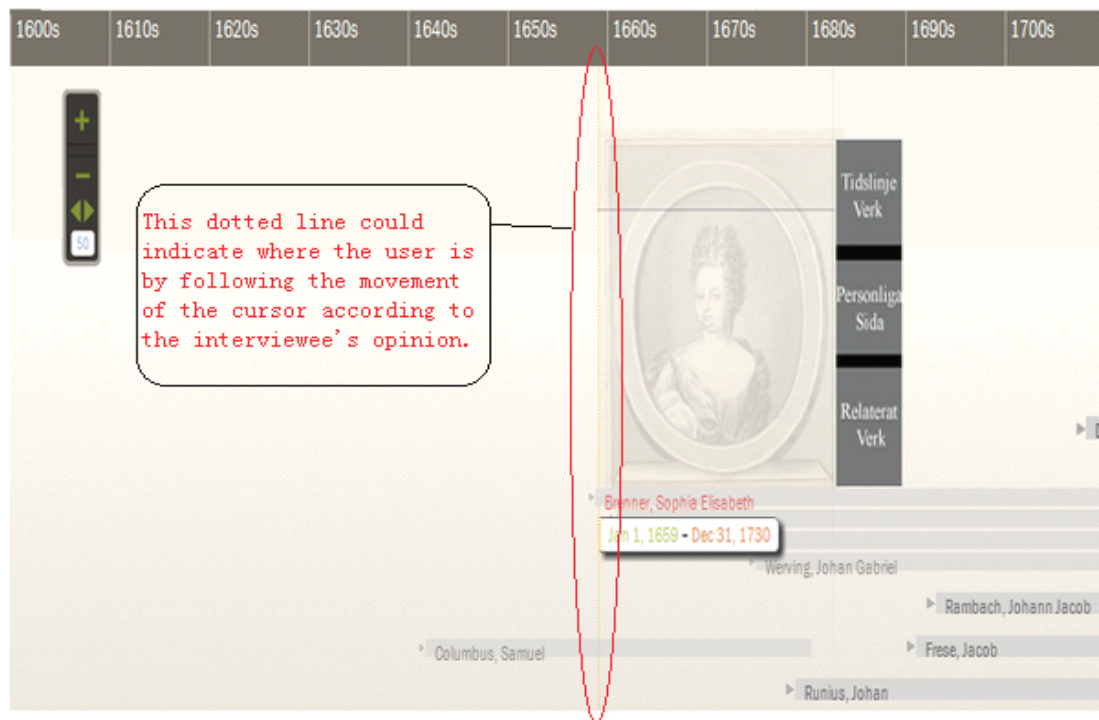 1600s 1610s 1620s 1630s 1640s 1650s 1660s 1670s 1680s 1690s 1700s
+
−
50
This dotted line could
indicate where the user is
by following the movement
of the cursor according to
the interviewee's opinion.
Tidslinje
Verk
Personliga
Sida
Relaterat
Verk
Brenner, Sophia Elisabeth
Jan 1, 1659 - Dec 31, 1730
Werving, Johan Gabriel
Rambach, Johann Jacob
Columbus, Samuel
Frese, Jacob
Runius, Johan